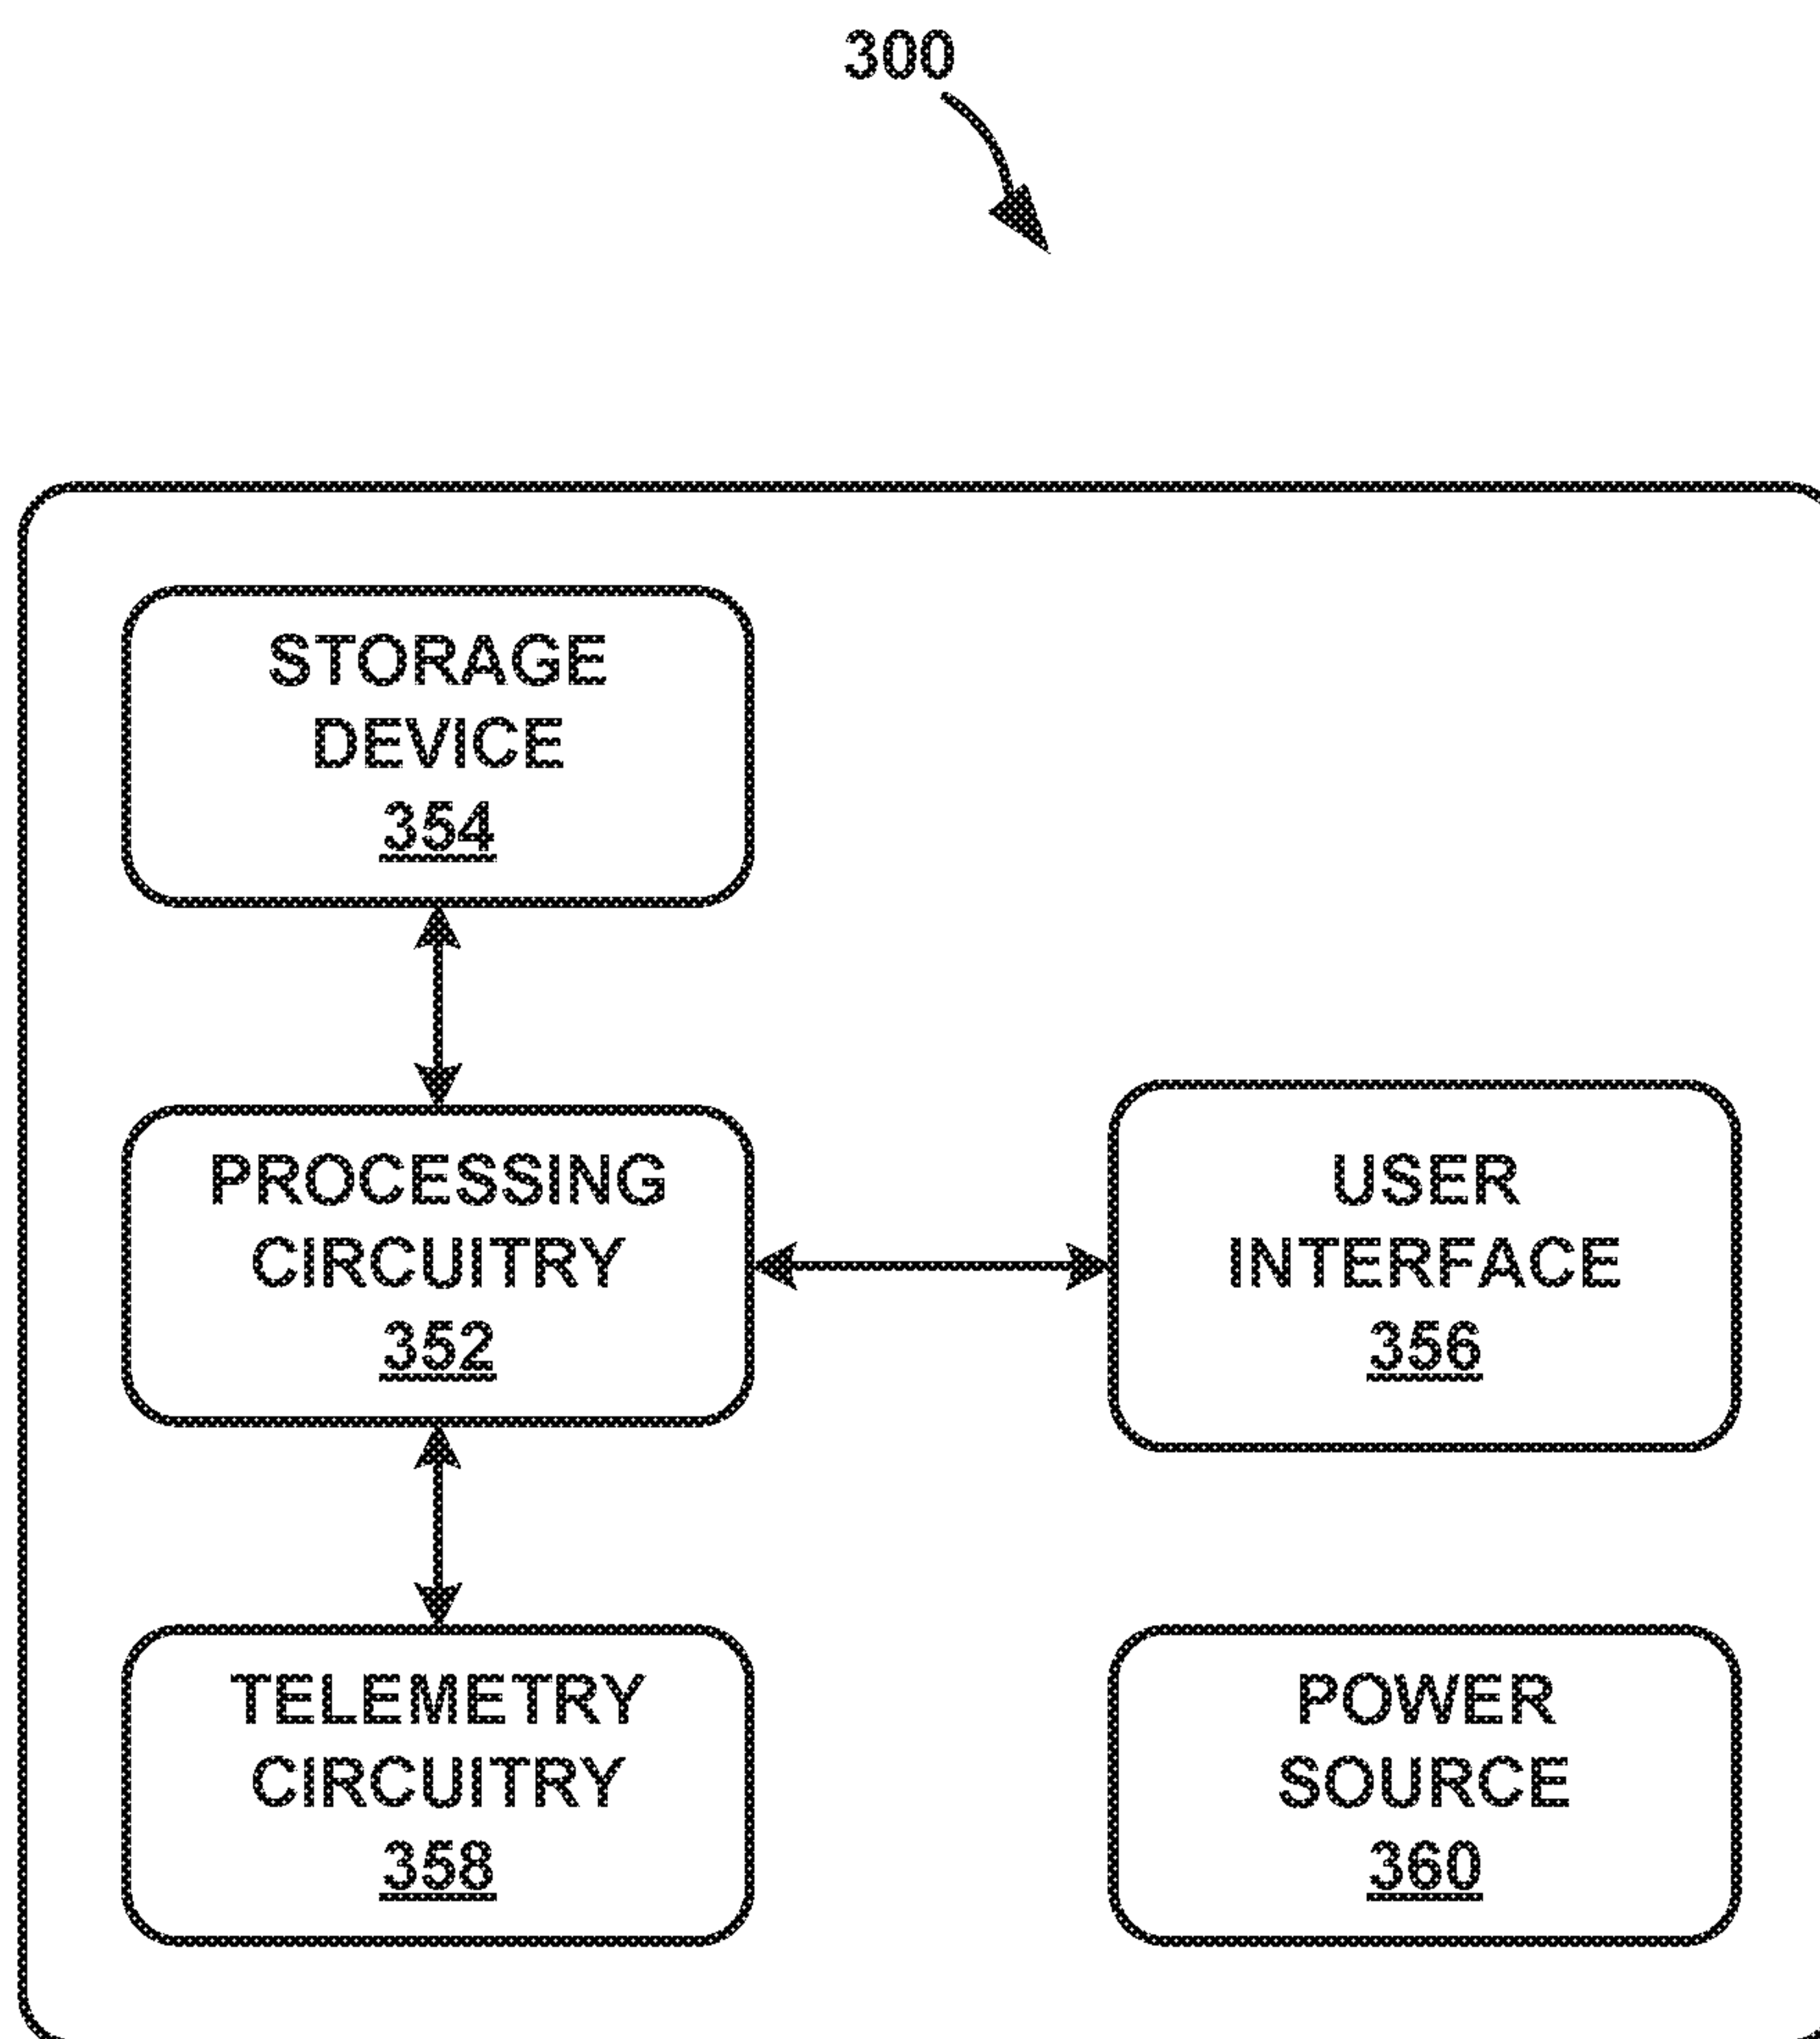 300
STORAGE
DEVICE
354
PROCESSING
CIRCUITRY
352
USER
INTERFACE
356
TELEMETRY
CIRCUITRY
358
POWER
SOURCE
360